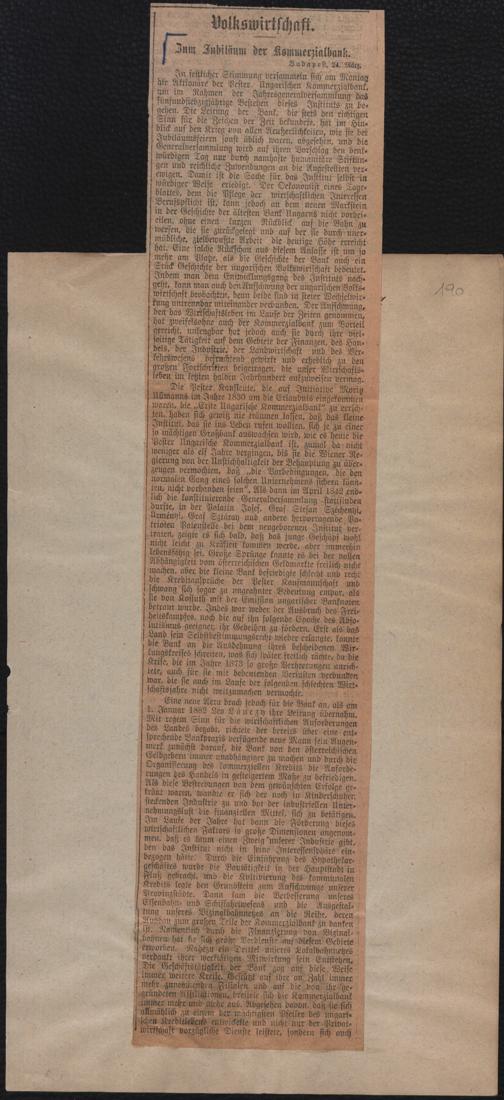 Volkswirtschaft.
Zum Jubiläum der Kommerzialbank.
Budapest, 24. März.
In festlicher Stimmung versammeln sich am Montag
die Aktionäre der Pester Ungarischen Kommerzialbank,
um im Rahmen der Jahresgeneralversammlung das
fünfundsiebzigjährige Bestehen dieses Instituts zu be-
gehen. Die Leitung der Bank, die stets den richtigen
Sinn für die Zeichen der Zeit bekundete, hat im Hin-
blick auf den Krieg von allen Aeußerlichkeiten, wie sie bei
Jubiläumsfeiern sonst üblich waren, abgesehen, und die
Generalversammlung wird auf ihren Vorschlag den denk-
würdigen Tag nur durch namhafte humanitäre Stiftun-
gen und reichliche Zuwendungen an die Angestellten ver-
ewigen. Damit ist die Sache für das Institut selbst in
würdiger Weise erledigt. Der Oekonomist eines Tage-
blattes, dem die Pflege der wirtschaftlichen Interessen
Berufspflicht ist, kann jedoch an dem neuen Markstein
in der Geschichte der ältesten Bank Ungarns nicht vorbei-
eilen, ohne einen kurzen Rückblick auf die Bahn zu
werfen, die sie zurückgelegt und auf der sie durch uner-
müdliche, zielbewußte Arbeit die heutige Höhe erreicht
hat. Eine solche Rückschau aus diesem Anlasse ist um so
mehr am Platze, als die Geschichte der Bank auch ein
Stück Geschichte der ungarischen Volkswirtschaft bedeutet.
Indem man dem Entwicklungsgang des Instituts nach-
geht, kann man auch den Aufschwung der ungarischen Volks-
wirtschaft beobachten, denn beide sind in steter Wechselwir-
kung untrennbar miteinander verbunden. Der Aufschwung,
den das Wirtschaftsleben im Laufe der Zeiten genommen,
hat zweifelsohne auch der Kommerzialbank zum Vorteil
gereicht, unleugbar hat jedoch auch sie durch ihre viel-
seitige Tätigkeit auf dem Gebiete der Finanzen, des Han-
dels, der Industrie, der Landwirtschaft und des Ver-
kehrswesens befruchtend gewirkt und erheblich zu den
großen Fortschritten beigetragen, die unser Wirtschafts-
leben im letzten halben Jahrhundert aufzuweisen vermag.
Die Pester Kaufleute, die auf Initiative Moritz
Ullmanns im Jahre 1830 um die Erlaubnis eingekommen
waren, die „Erste Ungarische Kommerzialbank“ zu errich-
ten, haben sich gewiß nie träumen lassen, daß das kleine
Institut, das sie ins Leben rufen wollten, sich je zu einer
so mächtigen Großbank auswachsen wird, wie es heute die
Pester Ungarische Kommerzialbank ist, zumal da nicht
weniger als elf Jahre vergingen, bis sie die Wiener Re-
gierung von der Unstichhaltigkeit der Behauptung zu über-
zeugen vermochten, daß „die Vorbedingungen, die den
normalen Gang eines solchen Unternehmens sichern könn-
ten, nicht vorhanden seien“. Als dann im April 1842 end-
lich die konstituierende Generalversammlung stattfinden
durfte, in der Palatin Josef, Graf Stefan Széchenyi,
Ürményi, Graf Sztáray und andere hervorragende Pa-
trioten Patenstelle bei dem neugeborenen Institut ver-
traten, zeigte es sich bald, daß das junge Geschöpf wohl
nicht leicht zu Kräften kommen werde, aber immerhin
lebensfähig sei. Große Sprünge konnte es bei der vollen
Abhängigkeit vom österreichischen Geldmarkte freilich nicht
machen, aber die kleine Bank befriedigte schlecht und recht
die Kreditansprüche der Pester Kaufmannschaft und
schwang sich sogar zu ungeahnter Bedeutung empor, als
sie von Kossuth mit der Emission ungarischer Banknoten
betraut wurde. Indes war weder der Ausbruch des Frei-
heitskampfes, noch die auf ihn folgende Epoche des Abso-
lutismus geeignet, ihr Gedeihen zu fördern. Erst als das
Land sein Selbstbestimmungsrecht wieder erlangte, konnte
die Bank an die Ausdehnung ihres bescheidenen Wir-
kungskreises schreiten, was sich später freilich rächte, da die
Krise, die im Jahre 1873 so große Verheerungen anrich-
tete, auch für sie mit bedeutenden Verlusten verbunden
war, die sie auch im Laufe der folgenden schlechten Wirt-
schaftsjahre nicht wettzumachen vermochte.
Eine neue Aera brach jedoch für die Bank an, als am
1. Januar 1882 Leo Lánczy ihre Leitung übernahm.
Mit regem Sinn für die wirtschaftlichen Anforderungen
des Landes begabt, richtete der bereits über eine ent-
sprechende Bankpraxis verfügende neue Mann sein Augen-
merk zunächst darauf, die Bank von den österreichischen
Geldgebern immer unabhängiger zu machen und durch die
Organisierung des kommerziellen Kredits die Anforde-
rungen des Handels in gesteigertem Maße zu befriedigen.
Als diese Bestrebungen von dem gewünschten Erfolge ge-
krönt waren, wandte er sich der noch in Kinderschuhen
steckenden Industrie zu und bot der industriellen Unter-
nehmungslust die finanziellen Mittel, sich zu betätigen.
Im Laufe der Jahre hat dann die Förderung dieses
wirtschaftlichen Faktors so große Dimensionen angenom-
men, daß es kaum einen Zweig unserer Industrie gibt,
den das Institut nicht in seine Interessensphäre ein-
bezogen hätte. Durch die Einführung des Hypothekar-
geschäftes wurde die Bautätigkeit in der Hauptstadt in
Fluß gebracht, und die Kultivierung des kommunalen
Kredits legte den Grundstein zum Aufschwunge unserer
Provinzstädte. Dann kam die Verbesserung unseres
Eisenbahn- und Schiffahrtwesens und die Ausgestal-
tung unseres Vizinalbahnnetzes an die Reihe, deren
Ausbau zum großen Teile der Kommerzialbank zu danken
ist. Namentlich durch die Finanzierung von Vizinal-
bahnen hat sie sich große Verdienste auf diesem Gebiete
erworben. Nahezu ein Drittel unseres Lokalbahnnetzes
verdankt ihrer werktätigen Mitwirkung sein Entstehen.
Die Geschäftstätigkeit der Bank zog auf diese Weise
immer weitere Kreise. Gestützt auf ihre an Zahl immer
mehr zunehmenden Filialen und auf die von ihr ge-
gründeten Affiliationen, breitete sich die Kommerzialbank
immer mehr und mehr aus. Abgesehen davon, daß sie sich
allmählich zu einem der mächtigsten Pfeiler des ungari-
schen Kreditlebens entwickelte und nicht nur der Privat-
wirtschaft vorzügliche Dienste leistete, sondern sich auch
190